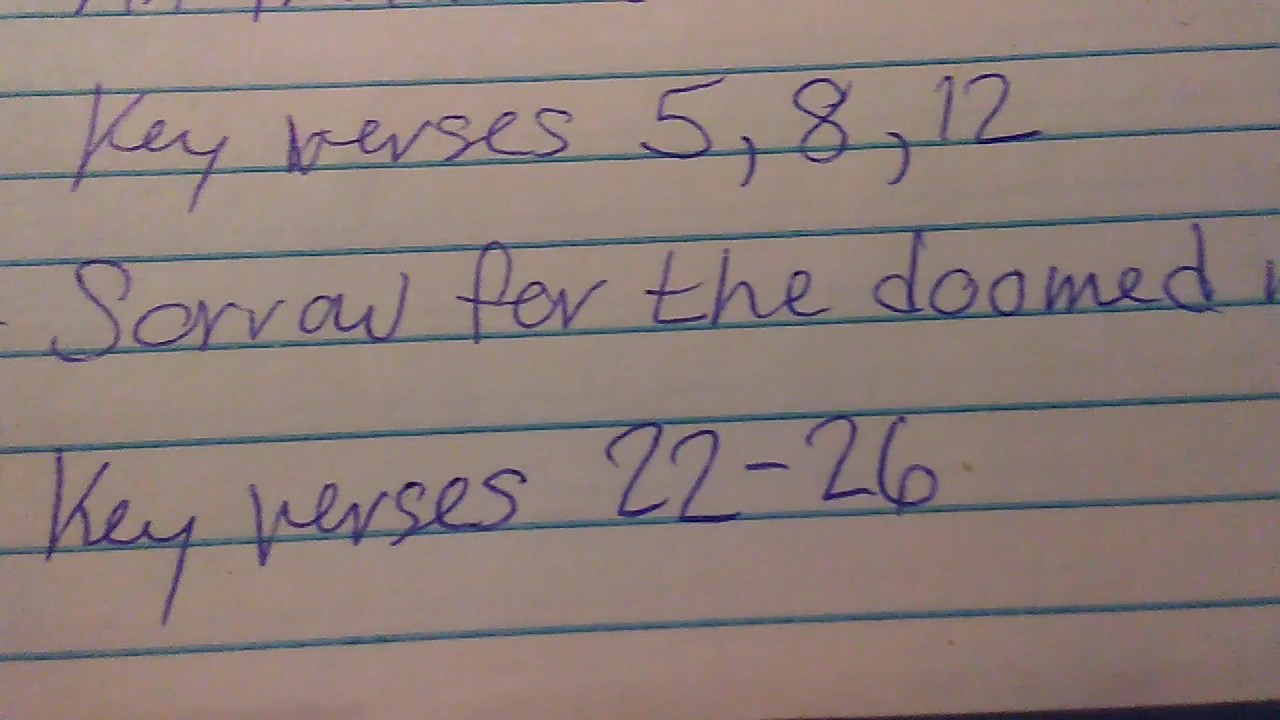 Key verses 5, 8, 12
Sorrow for the doomed
Key verses 22-26